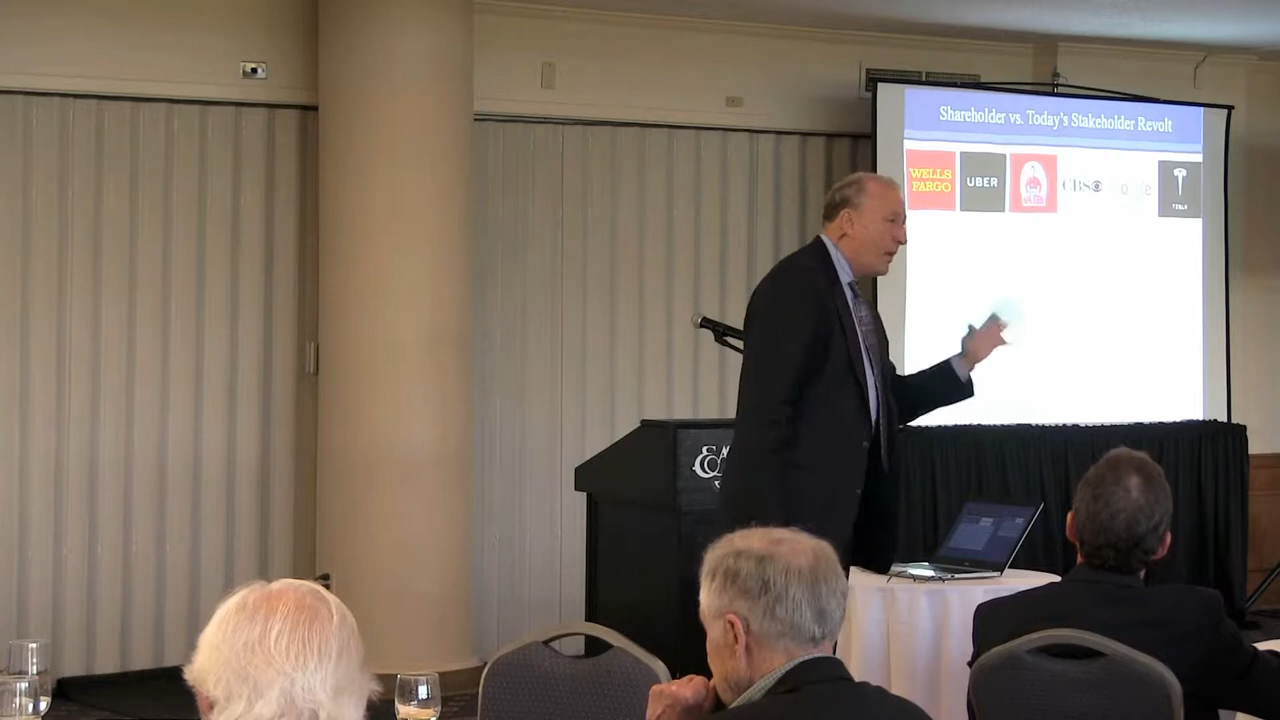 Shareholder vs. Today's Stakeholder Revolt
WELLS
FARGO
UBER
CBS
TESLA